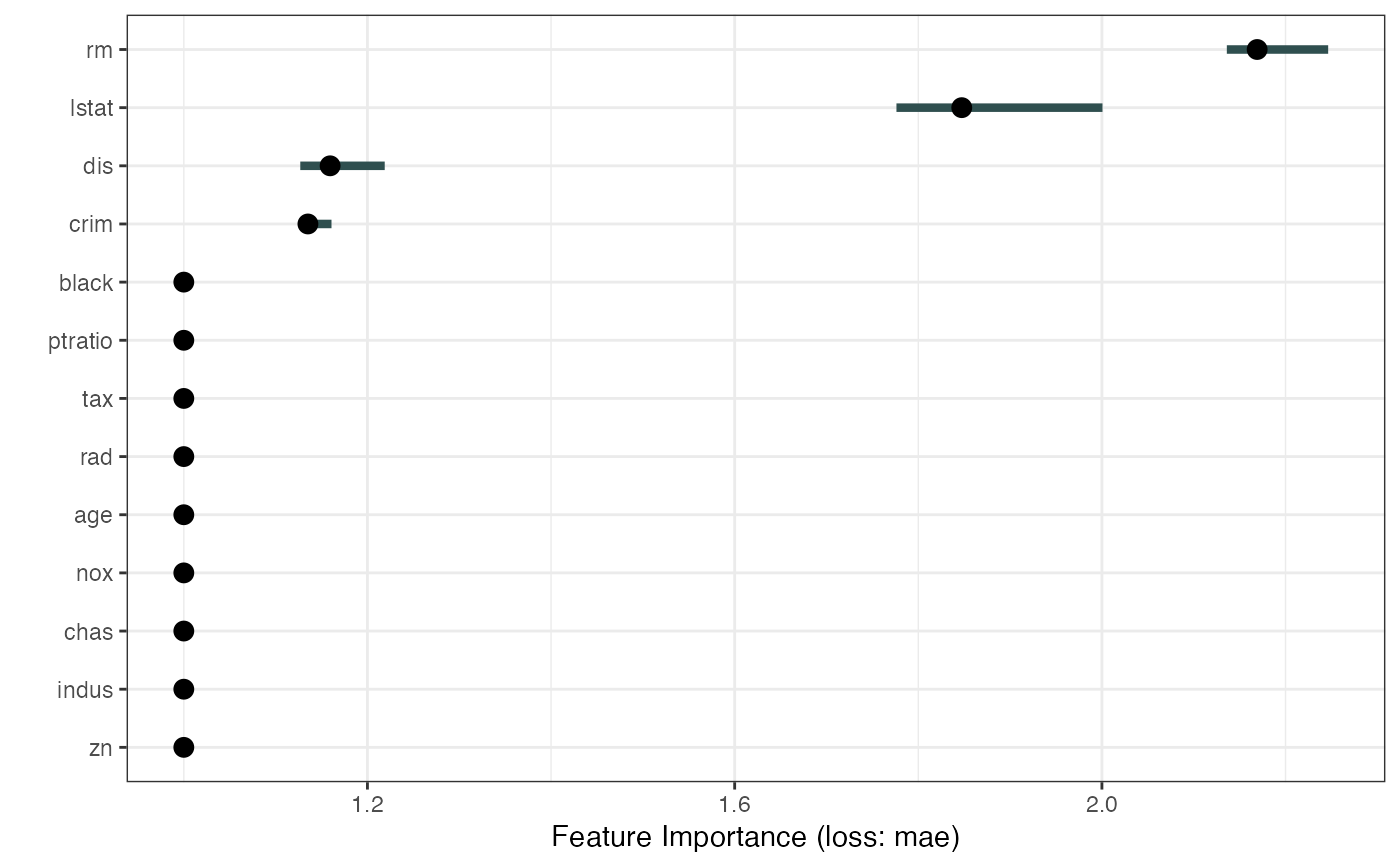 rm
lstat
dis
crim
black
ptratio
tax
rad
age
nox
chas
indus
zn
1.2 1.6 2.0
Feature Importance (loss: mae)